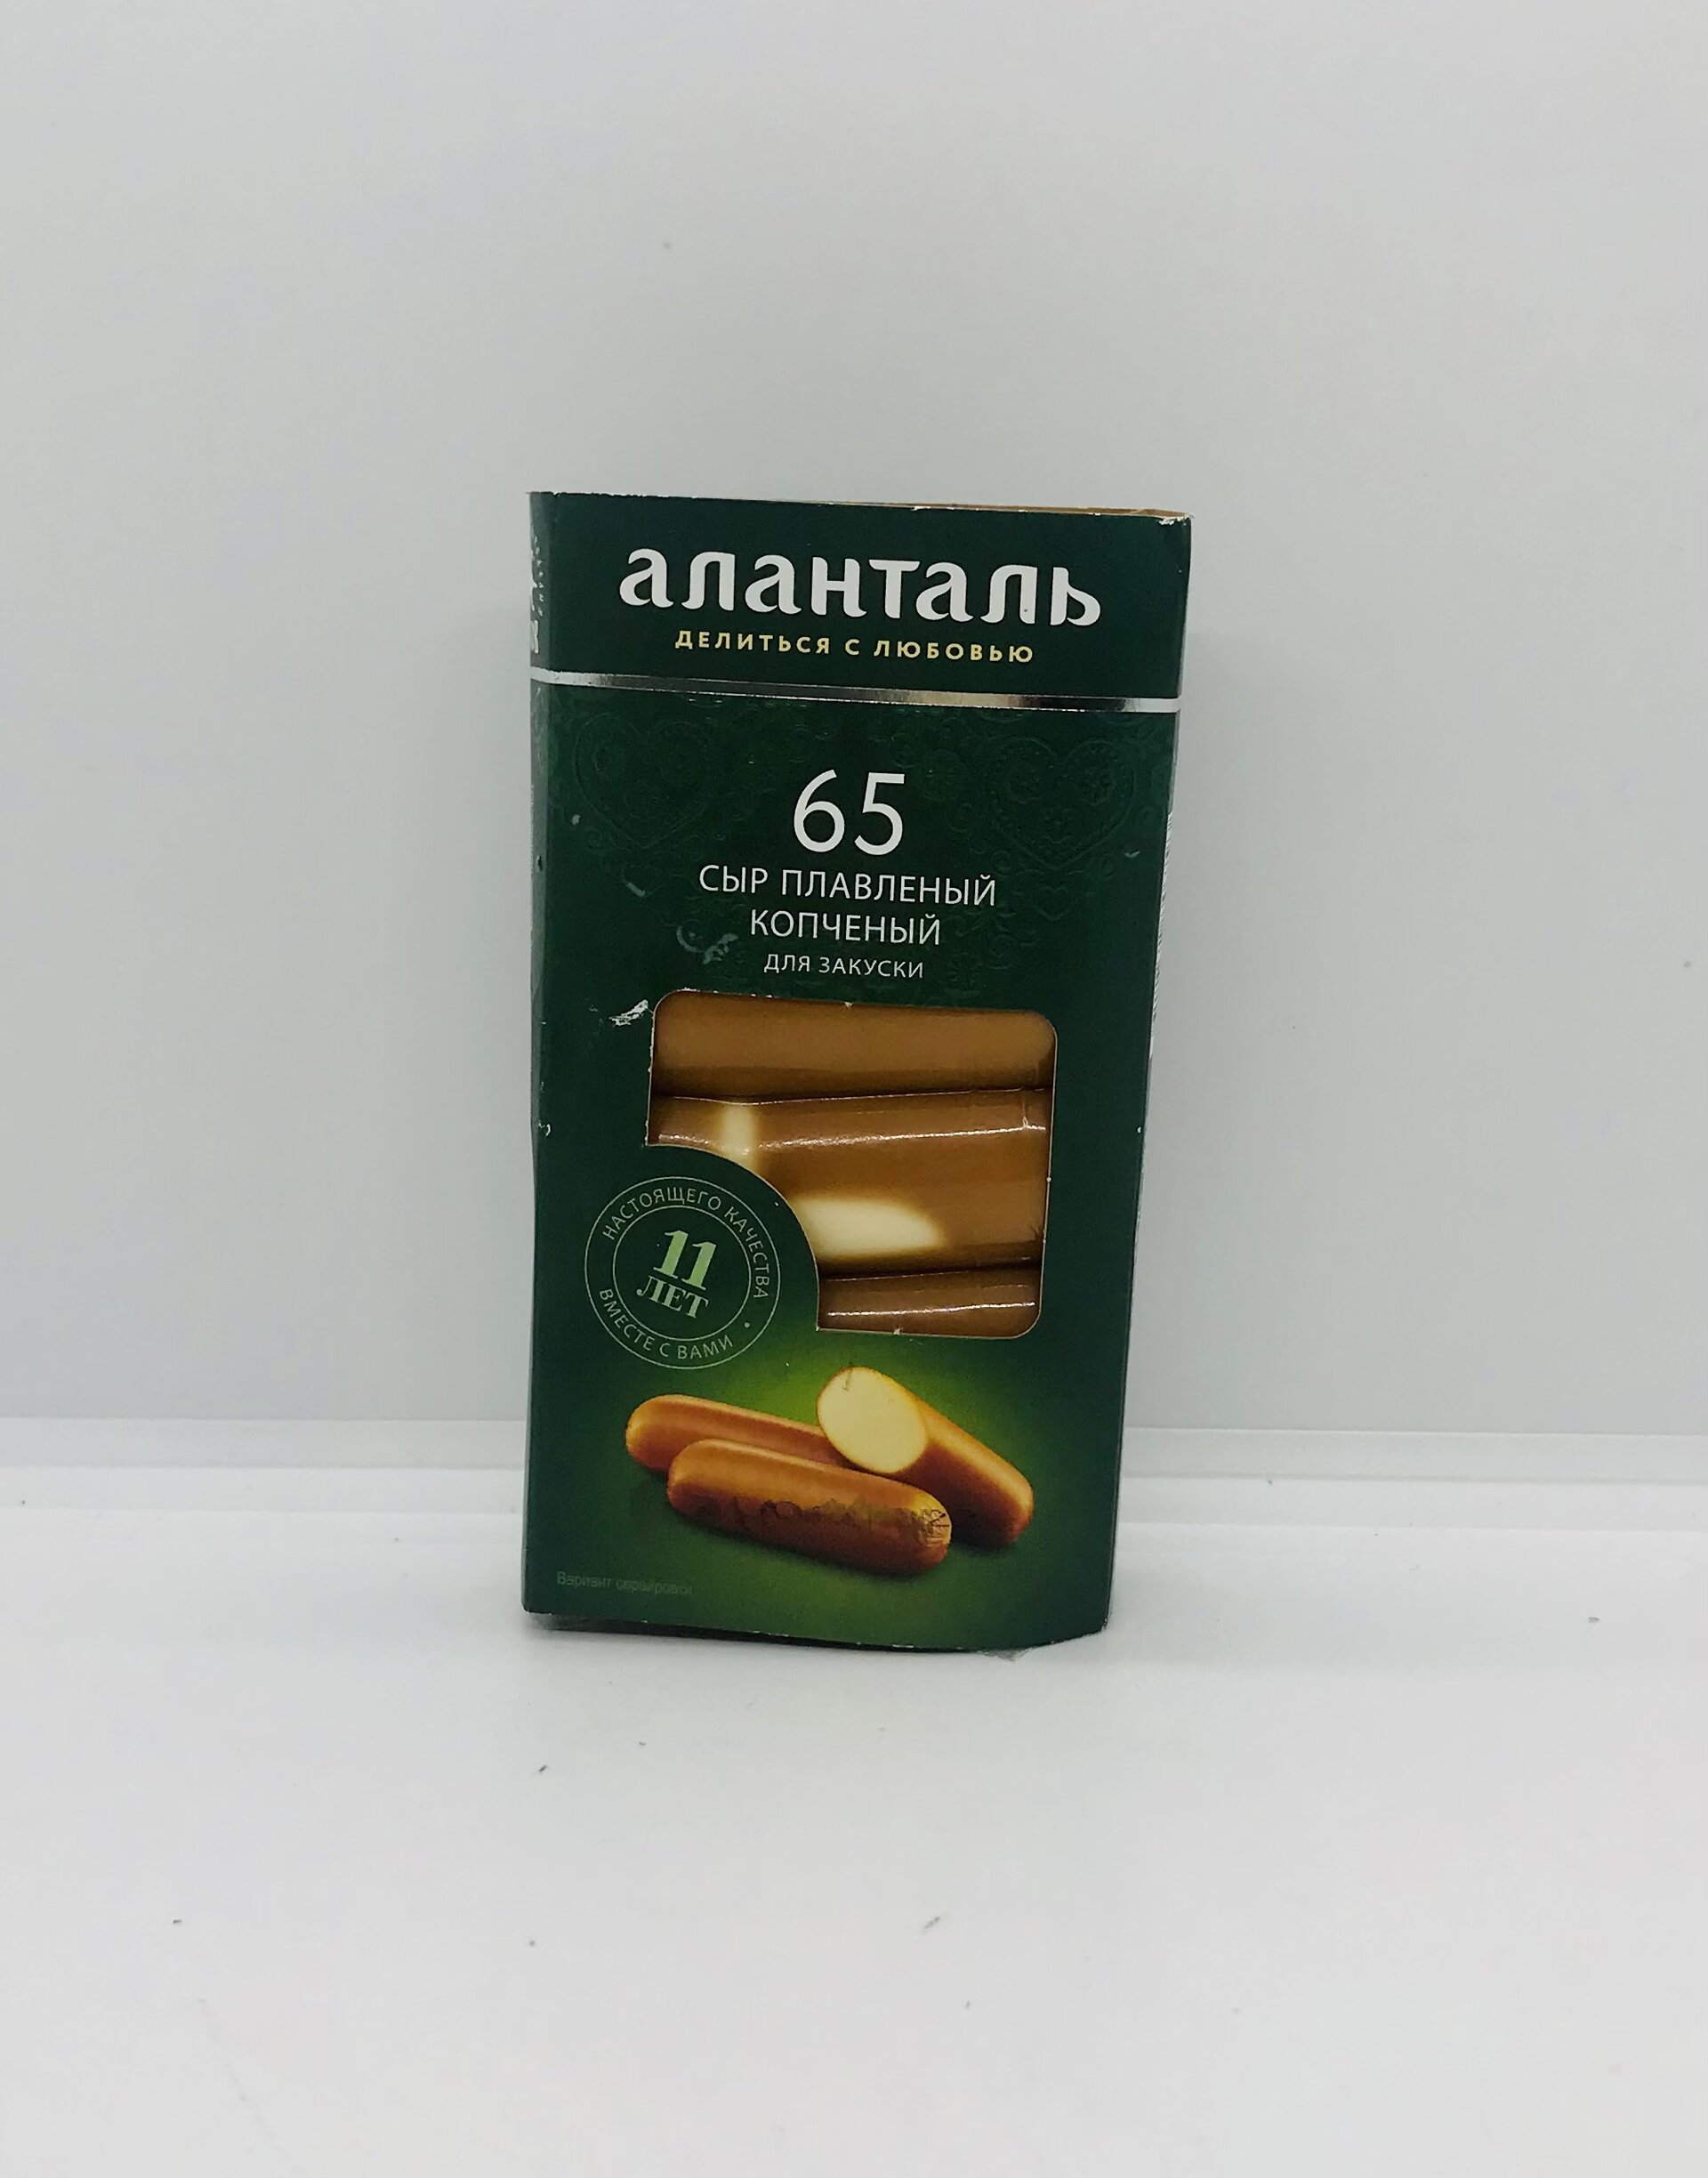 аланталь
ДЕЛИТЬСЯ С ЛЮБОВЬЮ
65
СЫР ПЛАВЛЕНЫЙ
КОПЧЕНЫЙ
ДЛЯ ЗАКУСКИ
НАСТОЯЩЕГО КАЧЕСТВА
11
ЛЕТ
ВМЕСТЕ С ВАМИ
Вариант сервировки